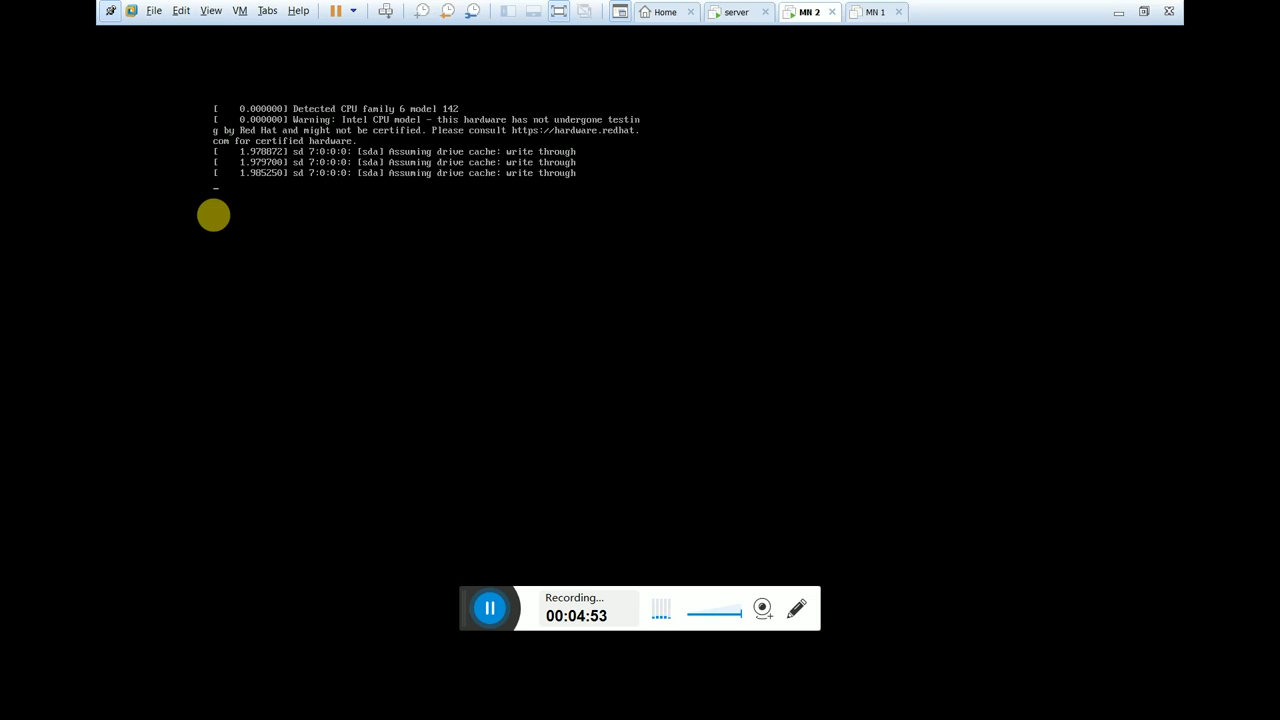 File Edit View VM Tabs Help Home server MN 2 MN 1
[    0.000000] Detected CPU family 6 model 142
[    0.000000] Warning: Intel CPU model - this hardware has not undergone testin
g by Red Hat and might not be certified. Please consult https://hardware.redhat.
com for certified hardware.
[    1.978872] sd 7:0:0:0: [sda] Assuming drive cache: write through
[    1.979700] sd 7:0:0:0: [sda] Assuming drive cache: write through
[    1.985250] sd 7:0:0:0: [sda] Assuming drive cache: write through
Recording...
00:04:53